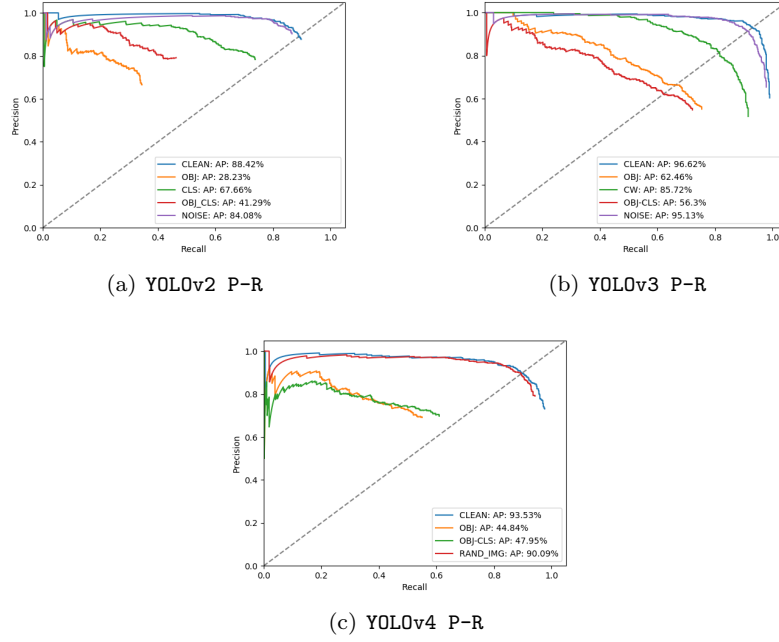 1.0
0.8
0.6
0.4
0.2
0.0
Precision
0.0 0.2 0.4 0.6 0.8 1.0
Recall
CLEAN: AP: 88.42%
OBJ: AP: 28.23%
CLS: AP: 67.66%
OBJ_CLS: AP: 41.29%
NOISE: AP: 84.08%
(a) YOLOv2 P-R
1.0
0.8
0.6
0.4
0.2
0.0
Precision
0.0 0.2 0.4 0.6 0.8 1.0
Recall
CLEAN: AP: 96.62%
OBJ: AP: 62.46%
CW: AP: 85.72%
OBJ-CLS: AP: 56.3%
NOISE: AP: 95.13%
(b) YOLOv3 P-R
1.0
0.8
0.6
0.4
0.2
0.0
Precision
0.0 0.2 0.4 0.6 0.8 1.0
Recall
CLEAN: AP: 93.53%
OBJ: AP: 44.84%
OBJ-CLS: AP: 47.95%
RAND_IMG: AP: 90.09%
(c) YOLOv4 P-R